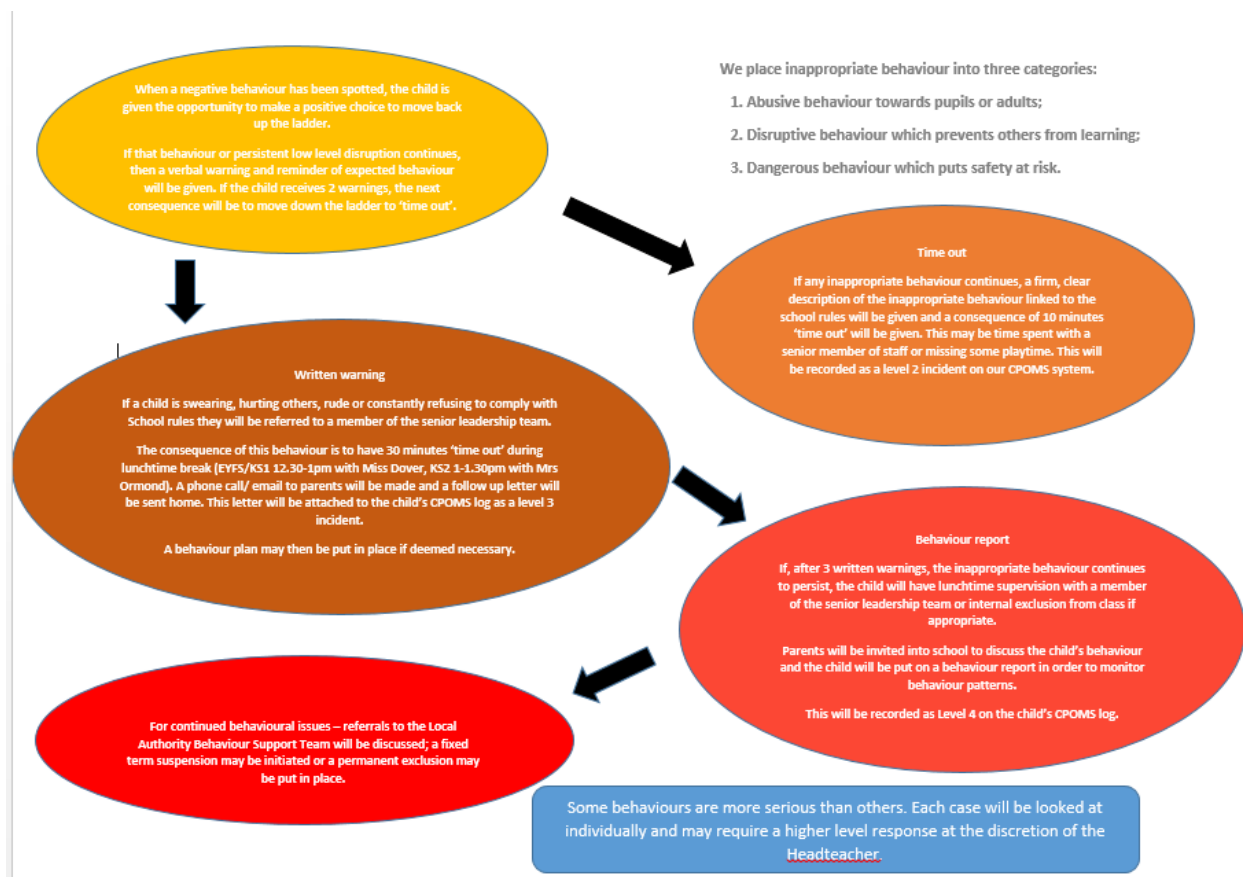 When a negative behaviour has been spotted, the child is
given the opportunity to make a positive choice to move back
up the ladder.
If that behaviour or persistent low level disruption continues,
then a verbal warning and reminder of expected behaviour
will be given. If the child receives 2 warnings, the next
consequence will be to move down the ladder to ‘time out’.
We place inappropriate behaviour into three categories:
1. Abusive behaviour towards pupils or adults;
2. Disruptive behaviour which prevents others from learning;
3. Dangerous behaviour which puts safety at risk.
Time out
If any inappropriate behaviour continues, a firm, clear
description of the inappropriate behaviour linked to the
school rules will be given and a consequence of 10 minutes
‘time out’ will be given. This may be time spent with a
senior member of staff or missing some playtime. This will
be recorded as a level 2 incident on our CPOMS system.
Written warning
If a child is swearing, hurting others, rude or constantly refusing to comply with
School rules they will be referred to a member of the senior leadership team.
The consequence of this behaviour is to have 30 minutes ‘time out’ during
lunchtime break (EYFS/KS1 12.30-1pm with Miss Dover, KS2 1-1.30pm with Mrs
Ormond). A phone call/ email to parents will be made and a follow up letter will
be sent home. This letter will be attached to the child’s CPOMS log as a level 3
incident.
A behaviour plan may then be put in place if deemed necessary.
Behaviour report
If, after 3 written warnings, the inappropriate behaviour continues
to persist, the child will have lunchtime supervision with a member
of the senior leadership team or internal exclusion from class if
appropriate.
Parents will be invited into school to discuss the child’s behaviour
and the child will be put on a behaviour report in order to monitor
behaviour patterns.
This will be recorded as Level 4 on the child’s CPOMS log.
For continued behavioural issues – referrals to the Local
Authority Behaviour Support Team will be discussed; a fixed
term suspension may be initiated or a permanent exclusion may
be put in place.
Some behaviours are more serious than others. Each case will be looked at
individually and may require a higher level response at the discretion of the
Headteacher.